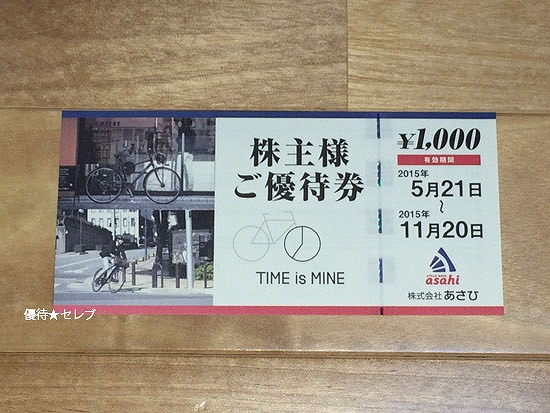 株主様
ご優待券
TIME is MINE
¥1,000
有効期間
2015年
5月21日
～
2015年
11月20日
CYCLE BASE
asahi
株式会社あさひ
優待★セレブ